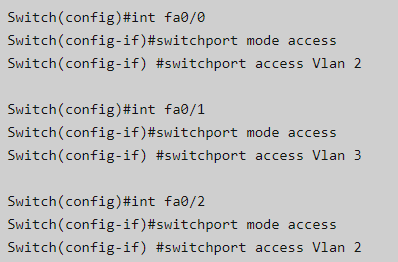 Switch(config)#int fa0/0
Switch(config-if)#switchport mode access
Switch(config-if) #switchport access Vlan 2
Switch(config)#int fa0/1
Switch(config-if)#switchport mode access
Switch(config-if) #switchport access Vlan 3
Switch(config)#int fa0/2
Switch(config-if)#switchport mode access
Switch(config-if) #switchport access Vlan 2